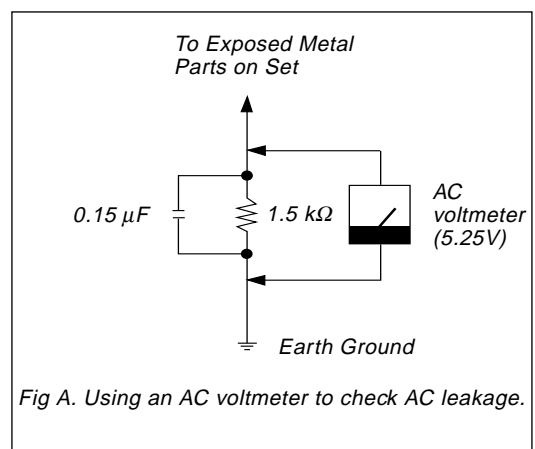 To Exposed Metal
Parts on Set
0.15 µF
1.5 kΩ
AC
voltmeter
(5.25V)
Earth Ground
Fig A. Using an AC voltmeter to check AC leakage.